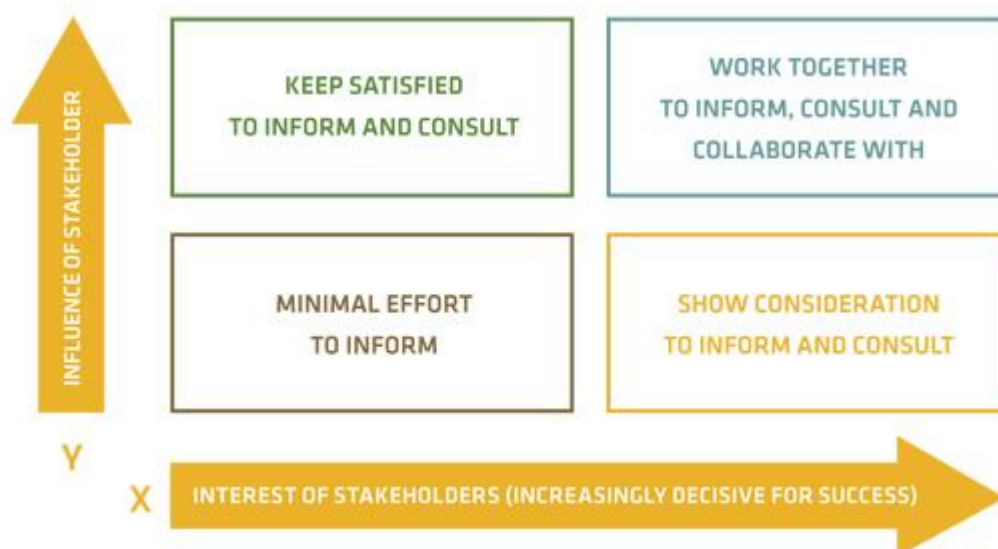 INFLUENCE OF STAKEHOLDER
KEEP SATISFIED
TO INFORM AND CONSULT
WORK TOGETHER
TO INFORM, CONSULT AND
COLLABORATE WITH
MINIMAL EFFORT
TO INFORM
SHOW CONSIDERATION
TO INFORM AND CONSULT
Y
X
INTEREST OF STAKEHOLDERS (INCREASINGLY DECISIVE FOR SUCCESS)